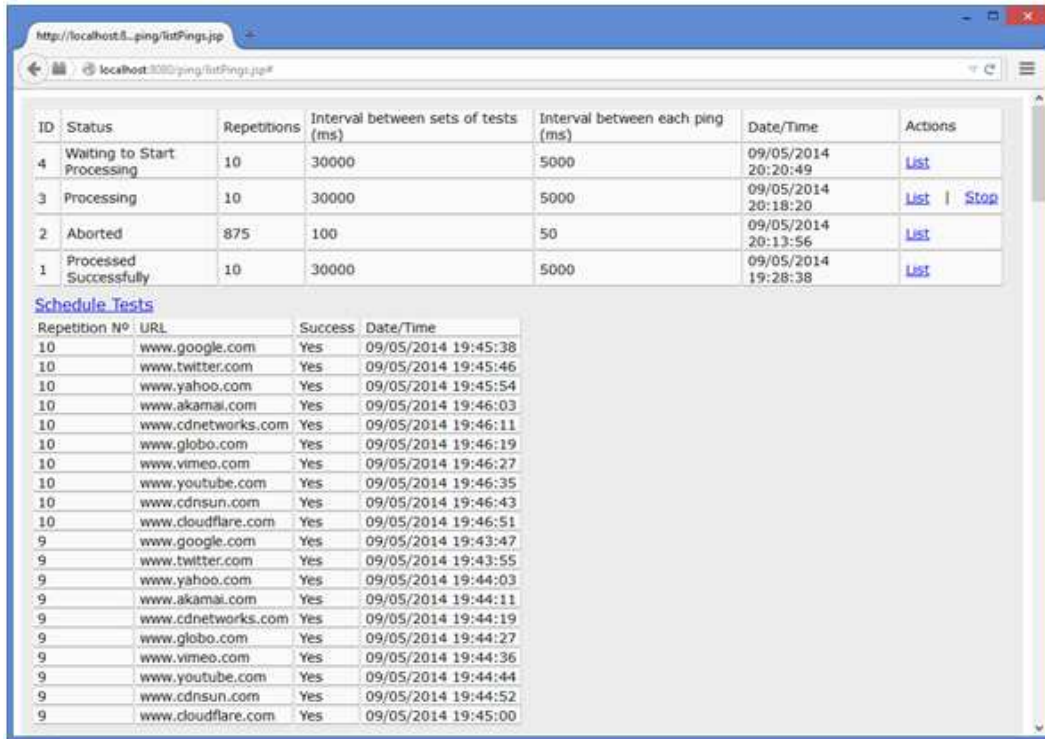 http://localhost:8...ping/listPings.jsp
localhost:8080/ping/listPings.jsp#
ID Status Repetitions Interval between sets of tests (ms) Interval between each ping (ms) Date/Time Actions
4 Waiting to Start Processing 10 30000 5000 09/05/2014 20:20:49 List
3 Processing 10 30000 5000 09/05/2014 20:18:20 List | Stop
2 Aborted 875 100 50 09/05/2014 20:13:56 List
1 Processed Successfully 10 30000 5000 09/05/2014 19:28:38 List
Schedule Tests
Repetition Nº URL Success Date/Time
10 www.google.com Yes 09/05/2014 19:45:38
10 www.twitter.com Yes 09/05/2014 19:45:46
10 www.yahoo.com Yes 09/05/2014 19:45:54
10 www.akamai.com Yes 09/05/2014 19:46:03
10 www.cdnetworks.com Yes 09/05/2014 19:46:11
10 www.globo.com Yes 09/05/2014 19:46:19
10 www.vimeo.com Yes 09/05/2014 19:46:27
10 www.youtube.com Yes 09/05/2014 19:46:35
10 www.cdnsun.com Yes 09/05/2014 19:46:43
10 www.cloudflare.com Yes 09/05/2014 19:46:51
9 www.google.com Yes 09/05/2014 19:43:47
9 www.twitter.com Yes 09/05/2014 19:43:55
9 www.yahoo.com Yes 09/05/2014 19:44:03
9 www.akamai.com Yes 09/05/2014 19:44:11
9 www.cdnetworks.com Yes 09/05/2014 19:44:19
9 www.globo.com Yes 09/05/2014 19:44:27
9 www.vimeo.com Yes 09/05/2014 19:44:36
9 www.youtube.com Yes 09/05/2014 19:44:44
9 www.cdnsun.com Yes 09/05/2014 19:44:52
9 www.cloudflare.com Yes 09/05/2014 19:45:00